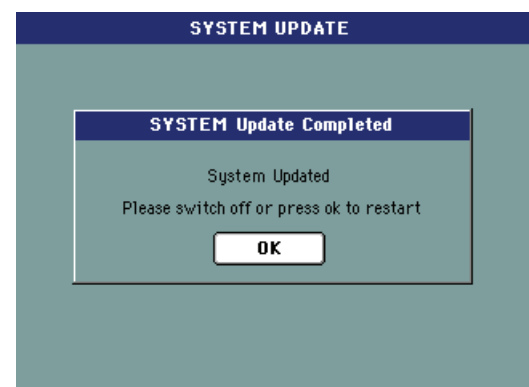 SYSTEM UPDATE
SYSTEM Update Completed
System Updated
Please switch off or press ok to restart
OK